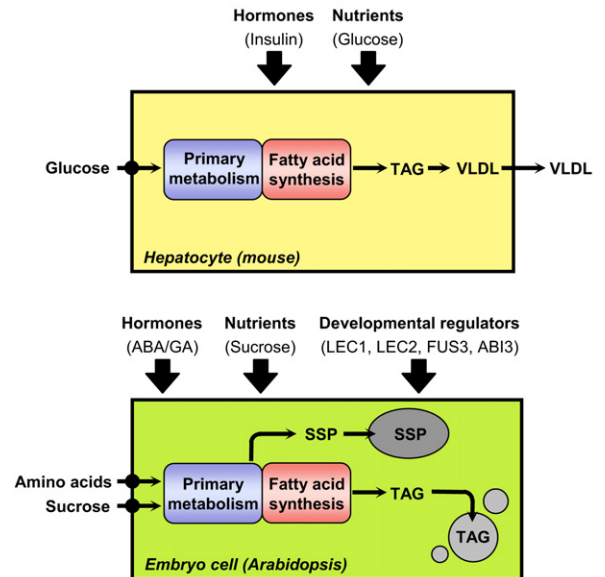 Hormones
(Insulin)
Nutrients
(Glucose)
Glucose
Primary
metabolism
Fatty acid
synthesis
TAG
VLDL
VLDL
Hepatocyte (mouse)
Hormones
(ABA/GA)
Nutrients
(Sucrose)
Developmental regulators
(LEC1, LEC2, FUS3, ABI3)
SSP
SSP
Amino acids
Sucrose
Primary
metabolism
Fatty acid
synthesis
TAG
TAG
Embryo cell (Arabidopsis)